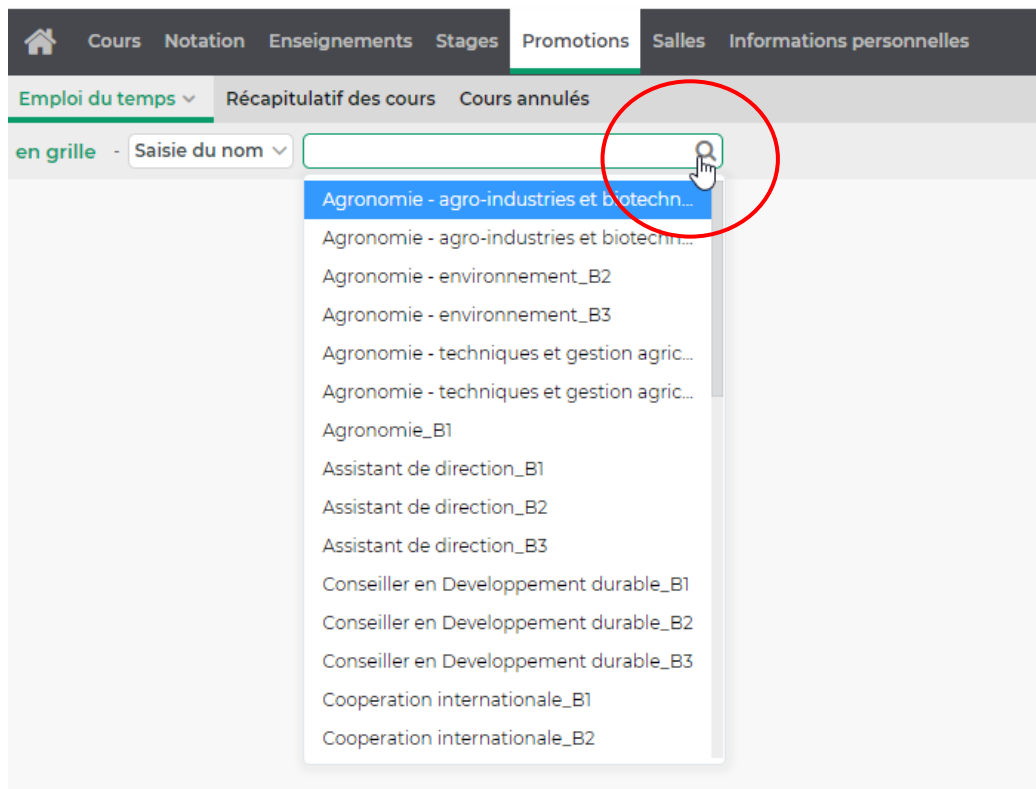 Cours Notation Enseignements Stages Promotions Salles Informations personnelles
Emploi du temps Récapitulatif des cours Cours annulés
en grille - Saisie du nom
Agronomie - agro-industries et biotechn...
Agronomie - agro-industries et biotechn...
Agronomie - environnement_B2
Agronomie - environnement_B3
Agronomie - techniques et gestion agric...
Agronomie - techniques et gestion agric...
Agronomie_B1
Assistant de direction_B1
Assistant de direction_B2
Assistant de direction_B3
Conseiller en Developpement durable_B1
Conseiller en Developpement durable_B2
Conseiller en Developpement durable_B3
Cooperation internationale_B1
Cooperation internationale_B2